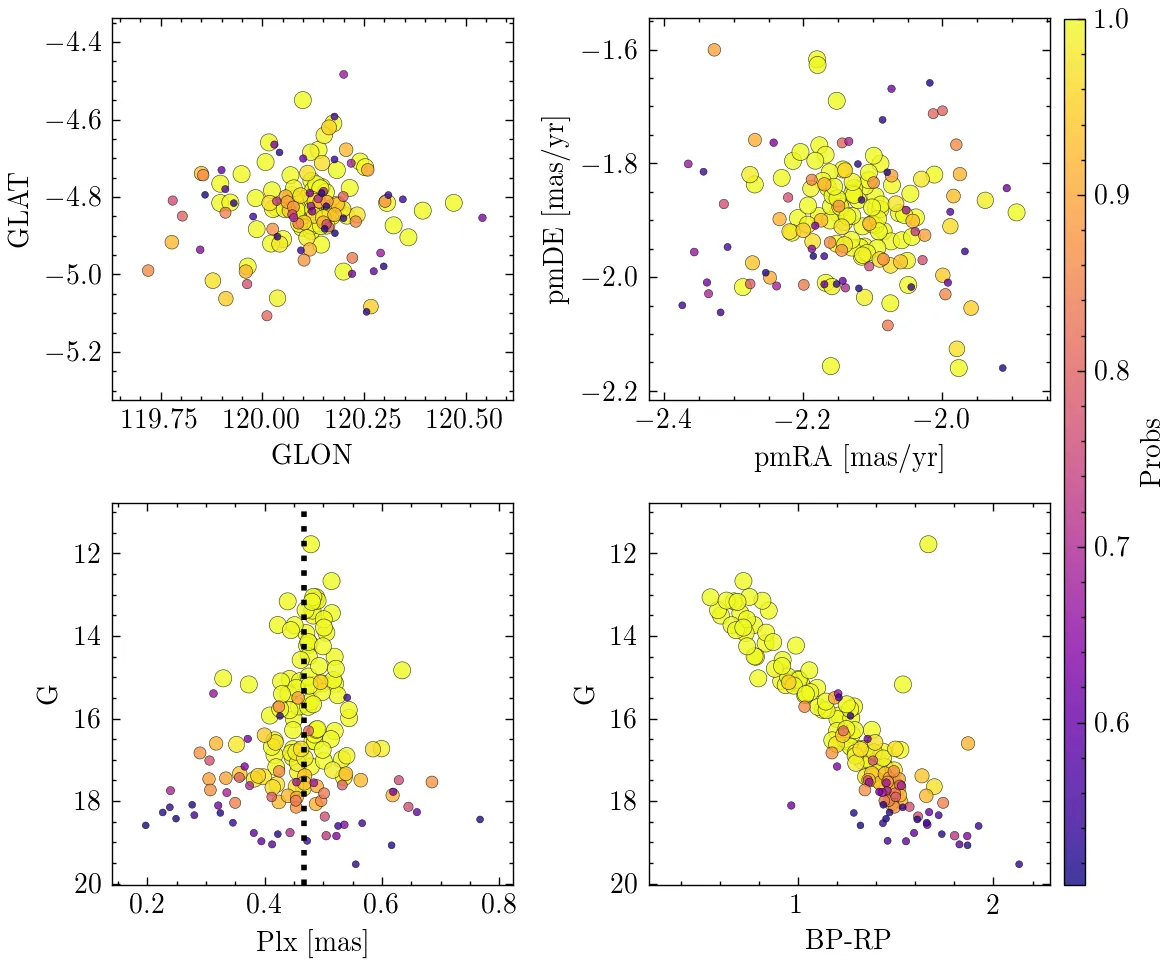 −4.4
−4.6
−4.8
−5.0
−5.2
GLAT
119.75 120.00 120.25 120.50
GLON
−1.6
−1.8
−2.0
−2.2
pmDE [mas/yr]
−2.4 −2.2 −2.0
pmRA [mas/yr]
12
14
16
18
20
G
0.2 0.4 0.6 0.8
Plx [mas]
12
14
16
18
20
G
1 2
BP-RP
1.0
0.9
0.8
0.7
0.6
Probs